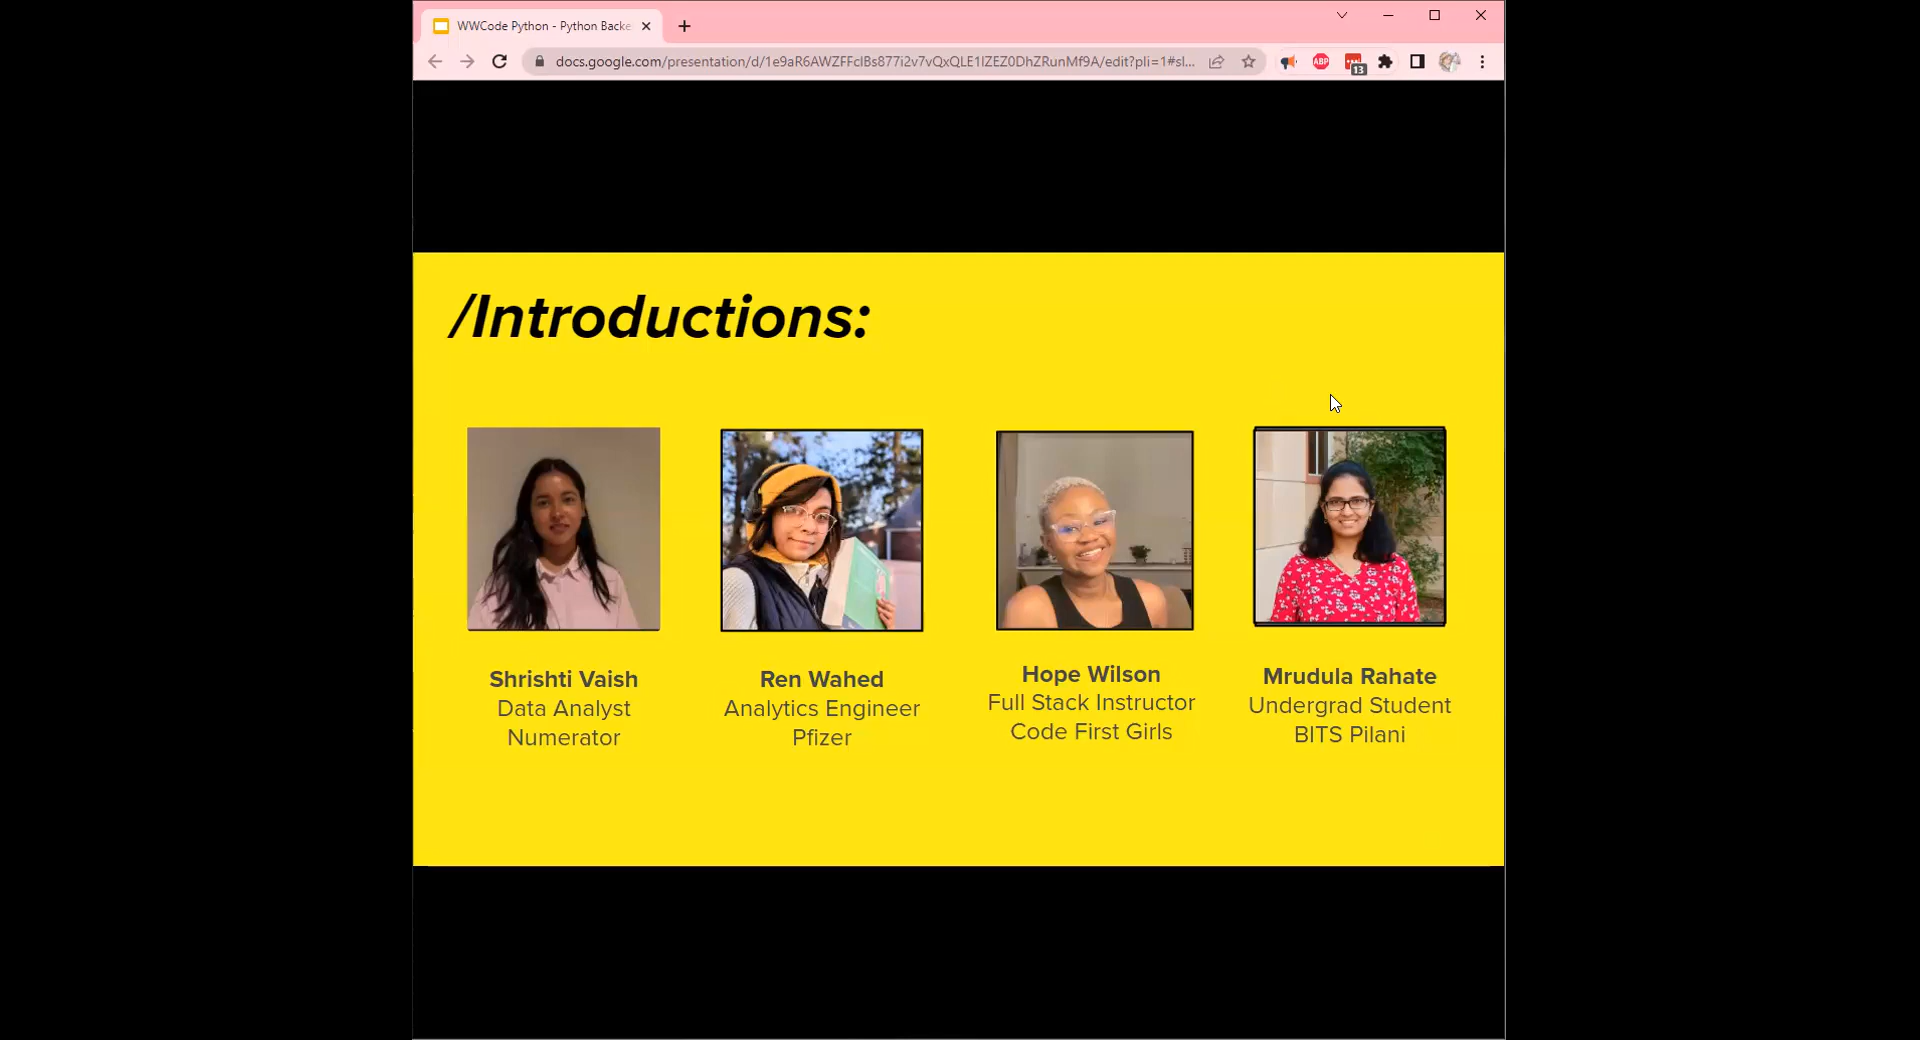 WWCode Python - Python Backe
docs.google.com/presentation/d/1e9aR6AWZFFclBs877i2v7vQxQLE1IZEZ0DhZRunMf9A/edit?pli=1#sl...
ABP
13
/Introductions:
Shrishti Vaish
Data Analyst
Numerator
Ren Wahed
Analytics Engineer
Pfizer
Hope Wilson
Full Stack Instructor
Code First Girls
Mrudula Rahate
Undergrad Student
BITS Pilani